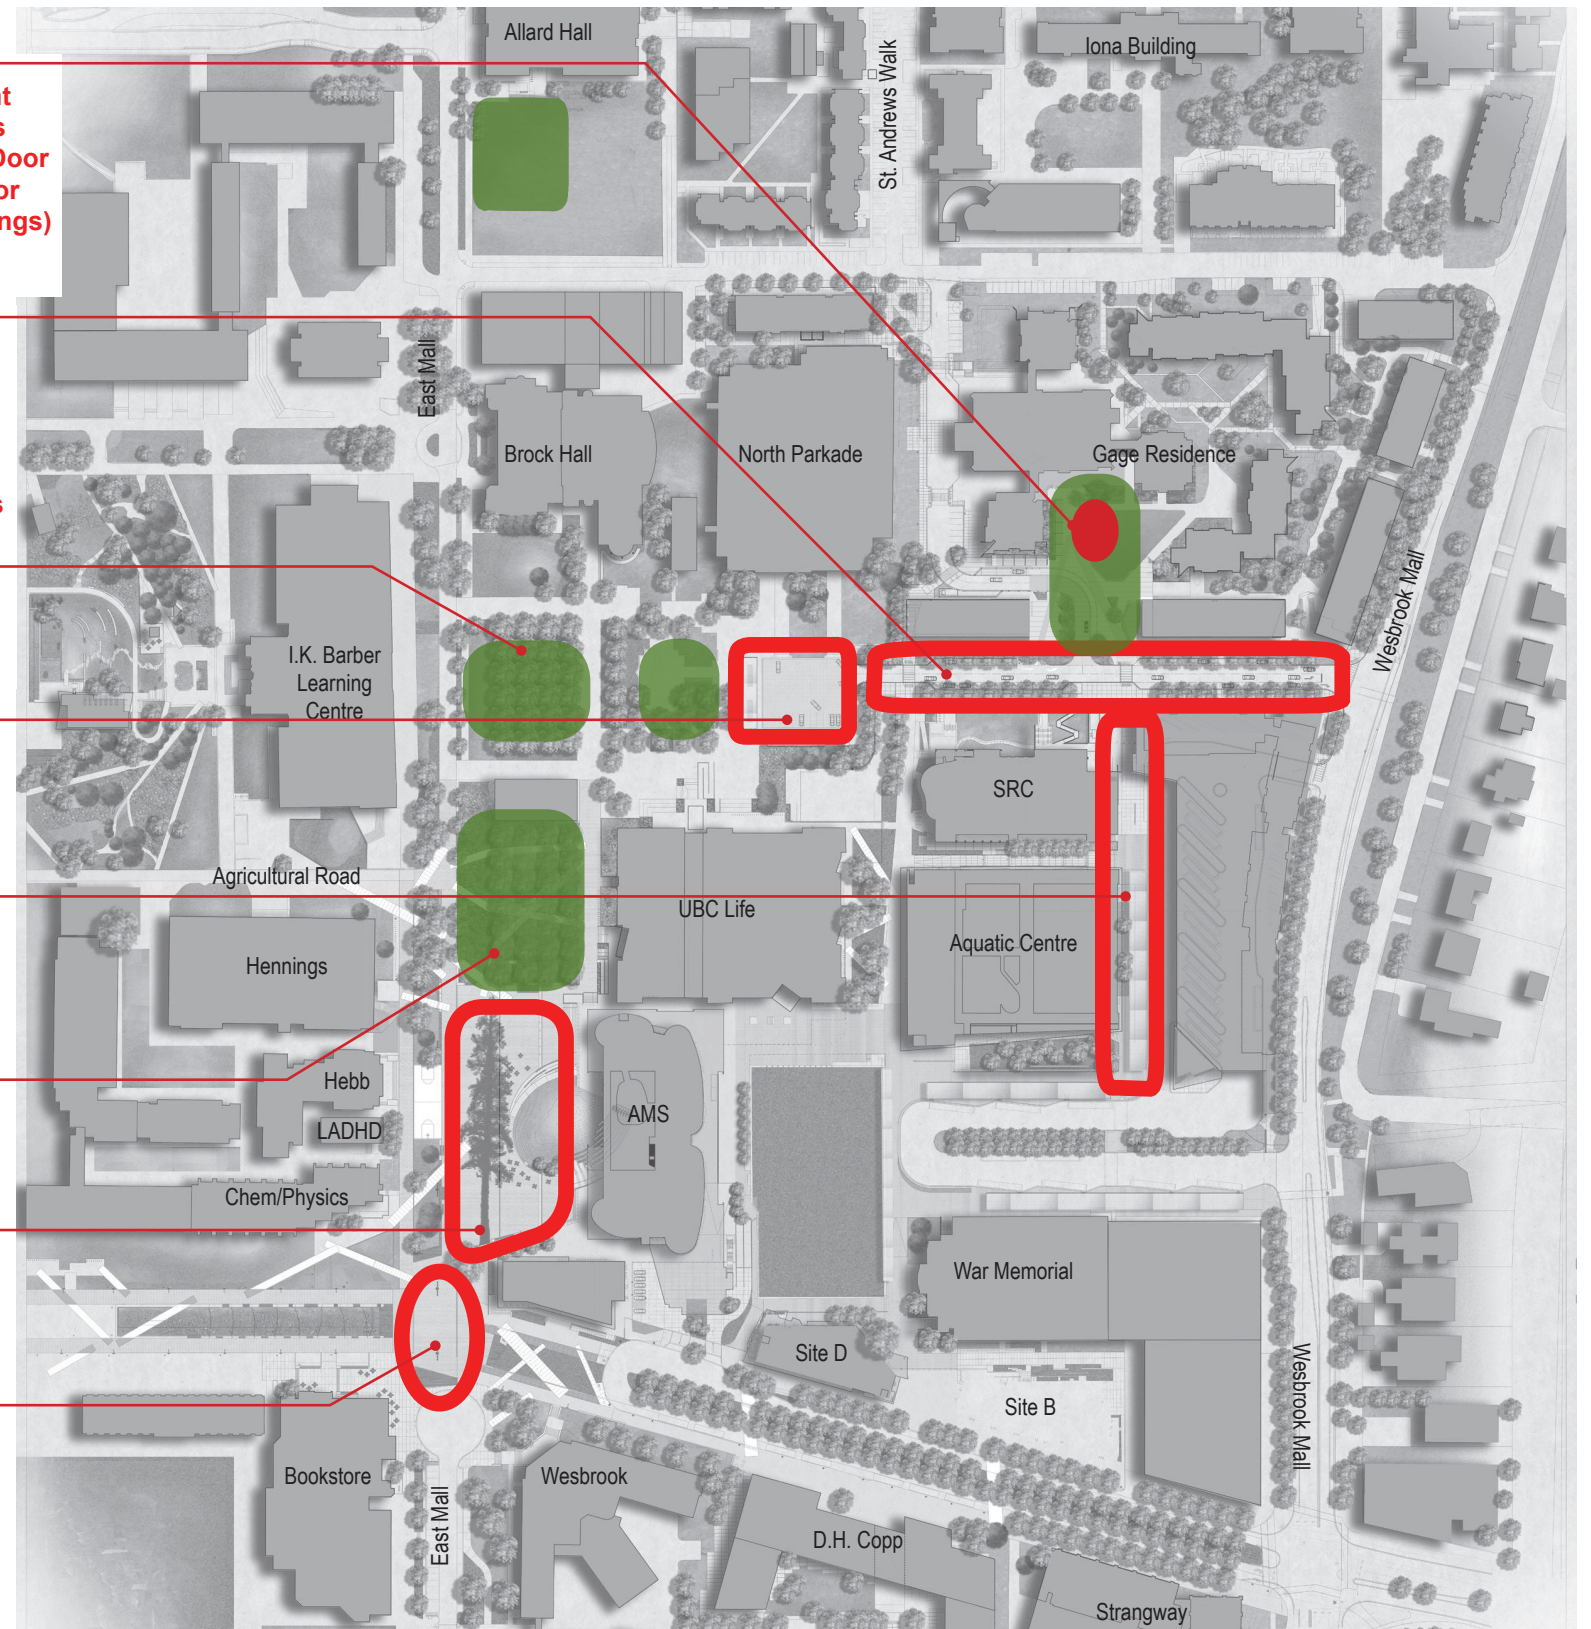 Allard Hall
Iona Building
St. Andrews Walk
Door
East Mall
Brock Hall
North Parkade
Gage Residence
Wesbrook Mall
I.K. Barber
Learning
Centre
SRC
Agricultural Road
UBC Life
Hennings
Aquatic Centre
Hebb
AMS
LADHD
Chem/Physics
War Memorial
Site D
Wesbrook Mall
Site B
Bookstore
Wesbrook
East Mall
D.H. Copp
Strangway